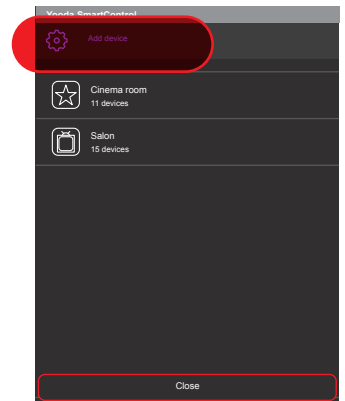 Yooda SmartControl
Add device
Cinema room
11 devices
Salon
15 devices
Close